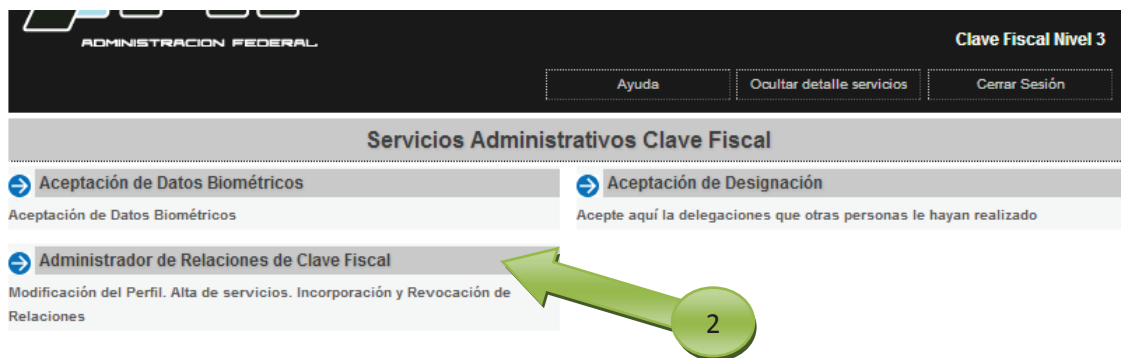 ADMINISTRACION FEDERAL
Clave Fiscal Nivel 3
Ayuda
Ocultar detalle servicios
Cerrar Sesión
Servicios Administrativos Clave Fiscal
Aceptación de Datos Biométricos
Aceptación de Datos Biométricos
Aceptación de Designación
Acepte aquí la delegaciones que otras personas le hayan realizado
Administrador de Relaciones de Clave Fiscal
Modificación del Perfil. Alta de servicios. Incorporación y Revocación de
Relaciones
2